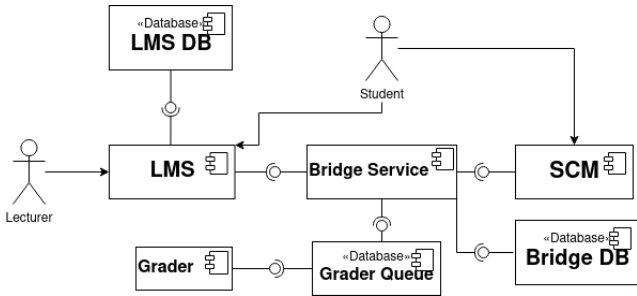 «Database»
LMS DB
Student
LMS
Bridge Service
SCM
Lecturer
«Database»
Bridge DB
Grader
«Database»
Grader Queue